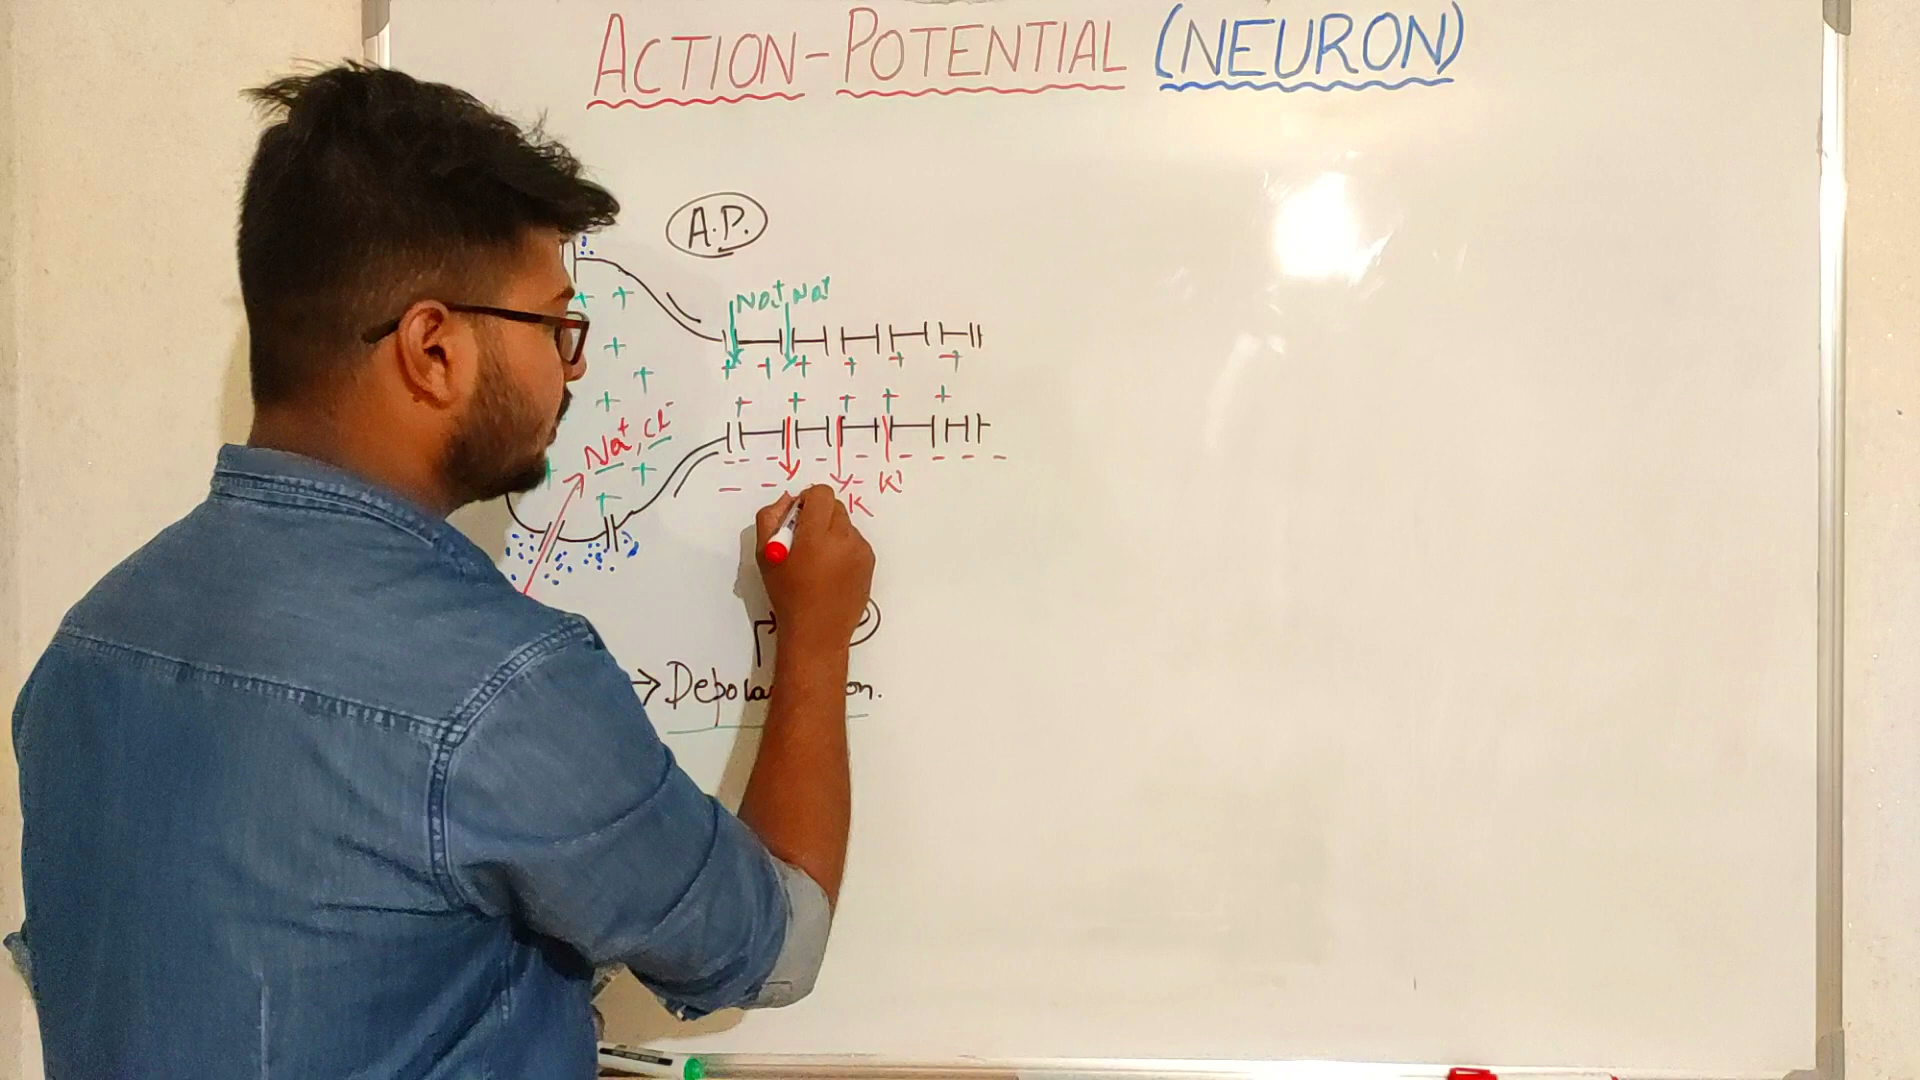 ACTION-POTENTIAL (NEURON)
A.P.
Na⁺ Na⁺
+ +
+ + + + + +
+
+
+ + + + + +
Na⁺, Cl⁻
+ +
K K⁺
+
→